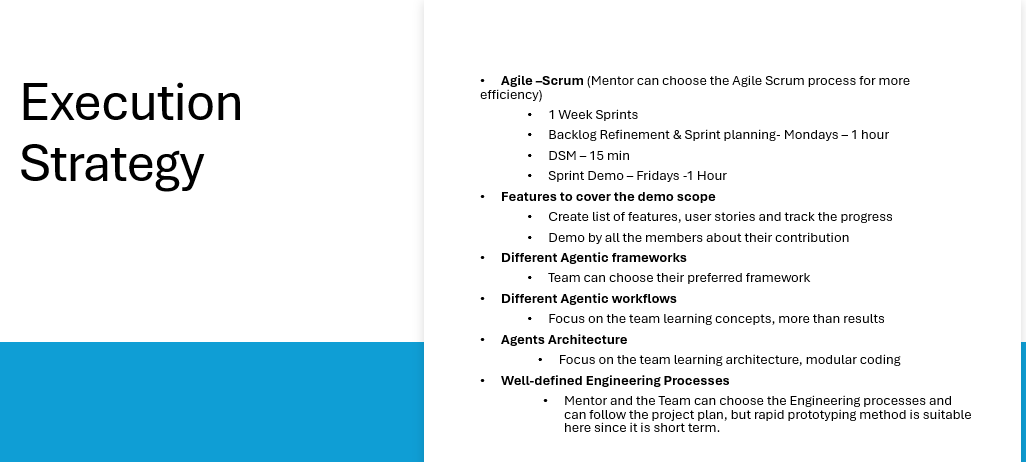 Execution
Strategy
• Agile –Scrum (Mentor can choose the Agile Scrum process for more
efficiency)
• 1 Week Sprints
• Backlog Refinement & Sprint planning- Mondays – 1 hour
• DSM – 15 min
• Sprint Demo – Fridays -1 Hour
• Features to cover the demo scope
• Create list of features, user stories and track the progress
• Demo by all the members about their contribution
• Different Agentic frameworks
• Team can choose their preferred framework
• Different Agentic workflows
• Focus on the team learning concepts, more than results
• Agents Architecture
• Focus on the team learning architecture, modular coding
• Well-defined Engineering Processes
• Mentor and the Team can choose the Engineering processes and
can follow the project plan, but rapid prototyping method is suitable
here since it is short term.